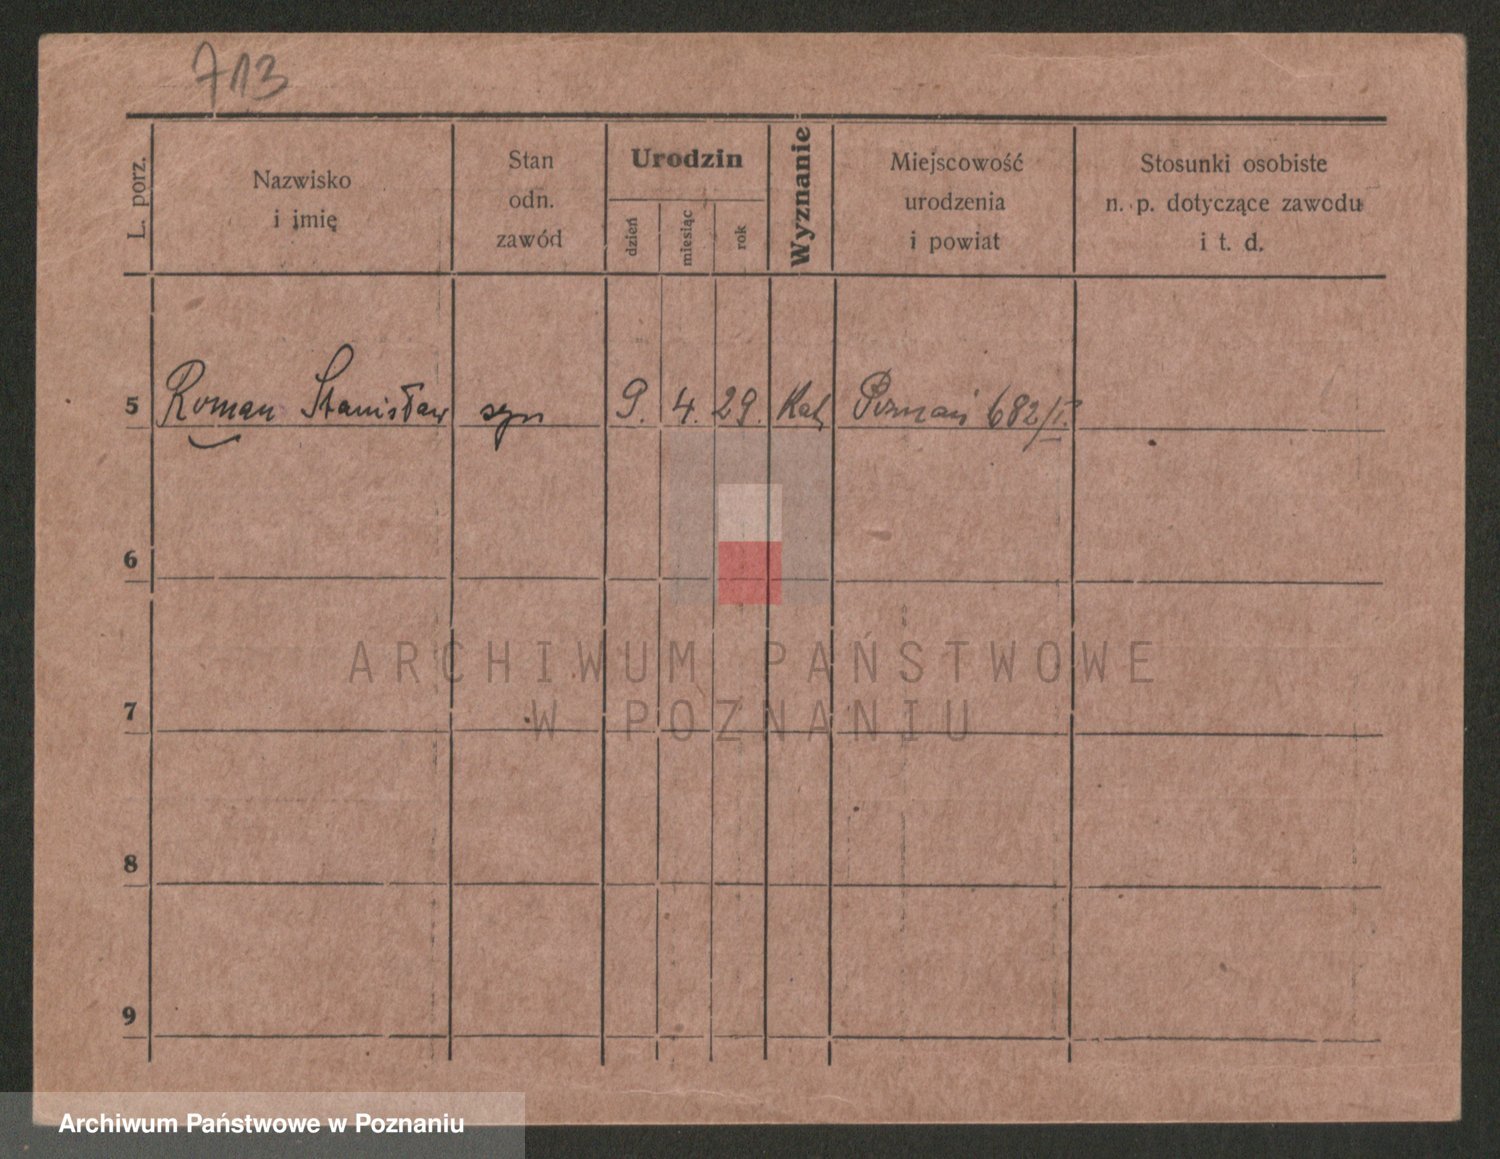 713
L. porz.
Nazwisko
i imię
Stan
odn.
zawód
Urodzin
dzień
miesiąc
rok
Wyznanie
Miejscowość
urodzenia
i powiat
Stosunki osobiste
n. p. dotyczące zawodu
i t. d.
5 Roman Stanisław syn 9. 4. 29. Kat Poznań 682/II.
6
ARCHIWUM PAŃSTWOWE
7
W POZNANIU
8
9
Archiwum Państwowe w Poznaniu